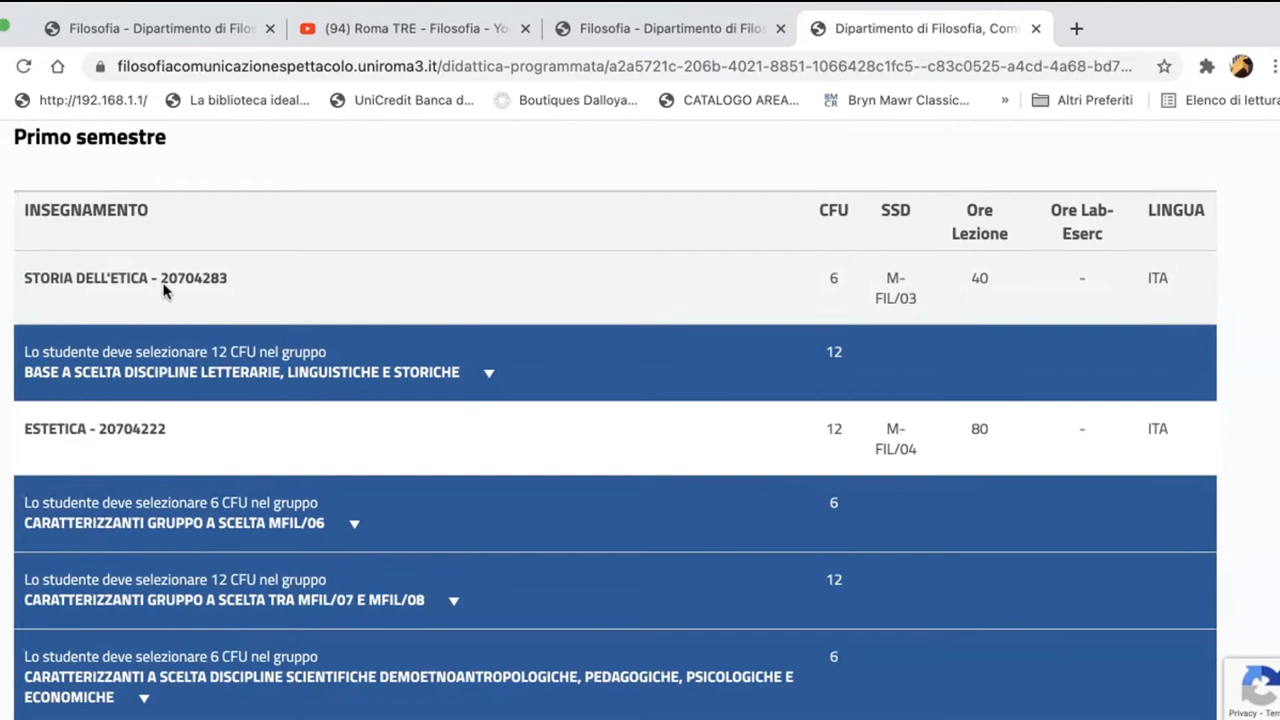 Filosofia - Dipartimento di Filos
(94) Roma TRE - Filosofia - Yo
Filosofia - Dipartimento di Filos
Dipartimento di Filosofia, Com
filosofiacomunicazionespettacolo.uniroma3.it/didattica-programmata/a2a5721c-206b-4021-8851-1066428c1fc5--c83c0525-a4cd-4a68-bd7...
http://192.168.1.1/
La biblioteca ideal...
UniCredit Banca d...
Boutiques Dalloya...
CATALOGO AREA...
BM CR
Bryn Mawr Classic...
»
Altri Preferiti
Elenco di lettura
Primo semestre
INSEGNAMENTO CFU SSD Ore Lezione Ore Lab-Eserc LINGUA
STORIA DELL'ETICA - 20704283 6 M-FIL/03 40 - ITA
Lo studente deve selezionare 12 CFU nel gruppo 12
BASE A SCELTA DISCIPLINE LETTERARIE, LINGUISTICHE E STORICHE
ESTETICA - 20704222 12 M-FIL/04 80 - ITA
Lo studente deve selezionare 6 CFU nel gruppo 6
CARATTERIZZANTI GRUPPO A SCELTA MFIL/06
Lo studente deve selezionare 12 CFU nel gruppo 12
CARATTERIZZANTI GRUPPO A SCELTA TRA MFIL/07 E MFIL/08
Lo studente deve selezionare 6 CFU nel gruppo 6
CARATTERIZZANTI A SCELTA DISCIPLINE SCIENTIFICHE DEMOETNOANTROPOLOGICHE, PEDAGOGICHE, PSICOLOGICHE E
ECONOMICHE
Privacy - Ter